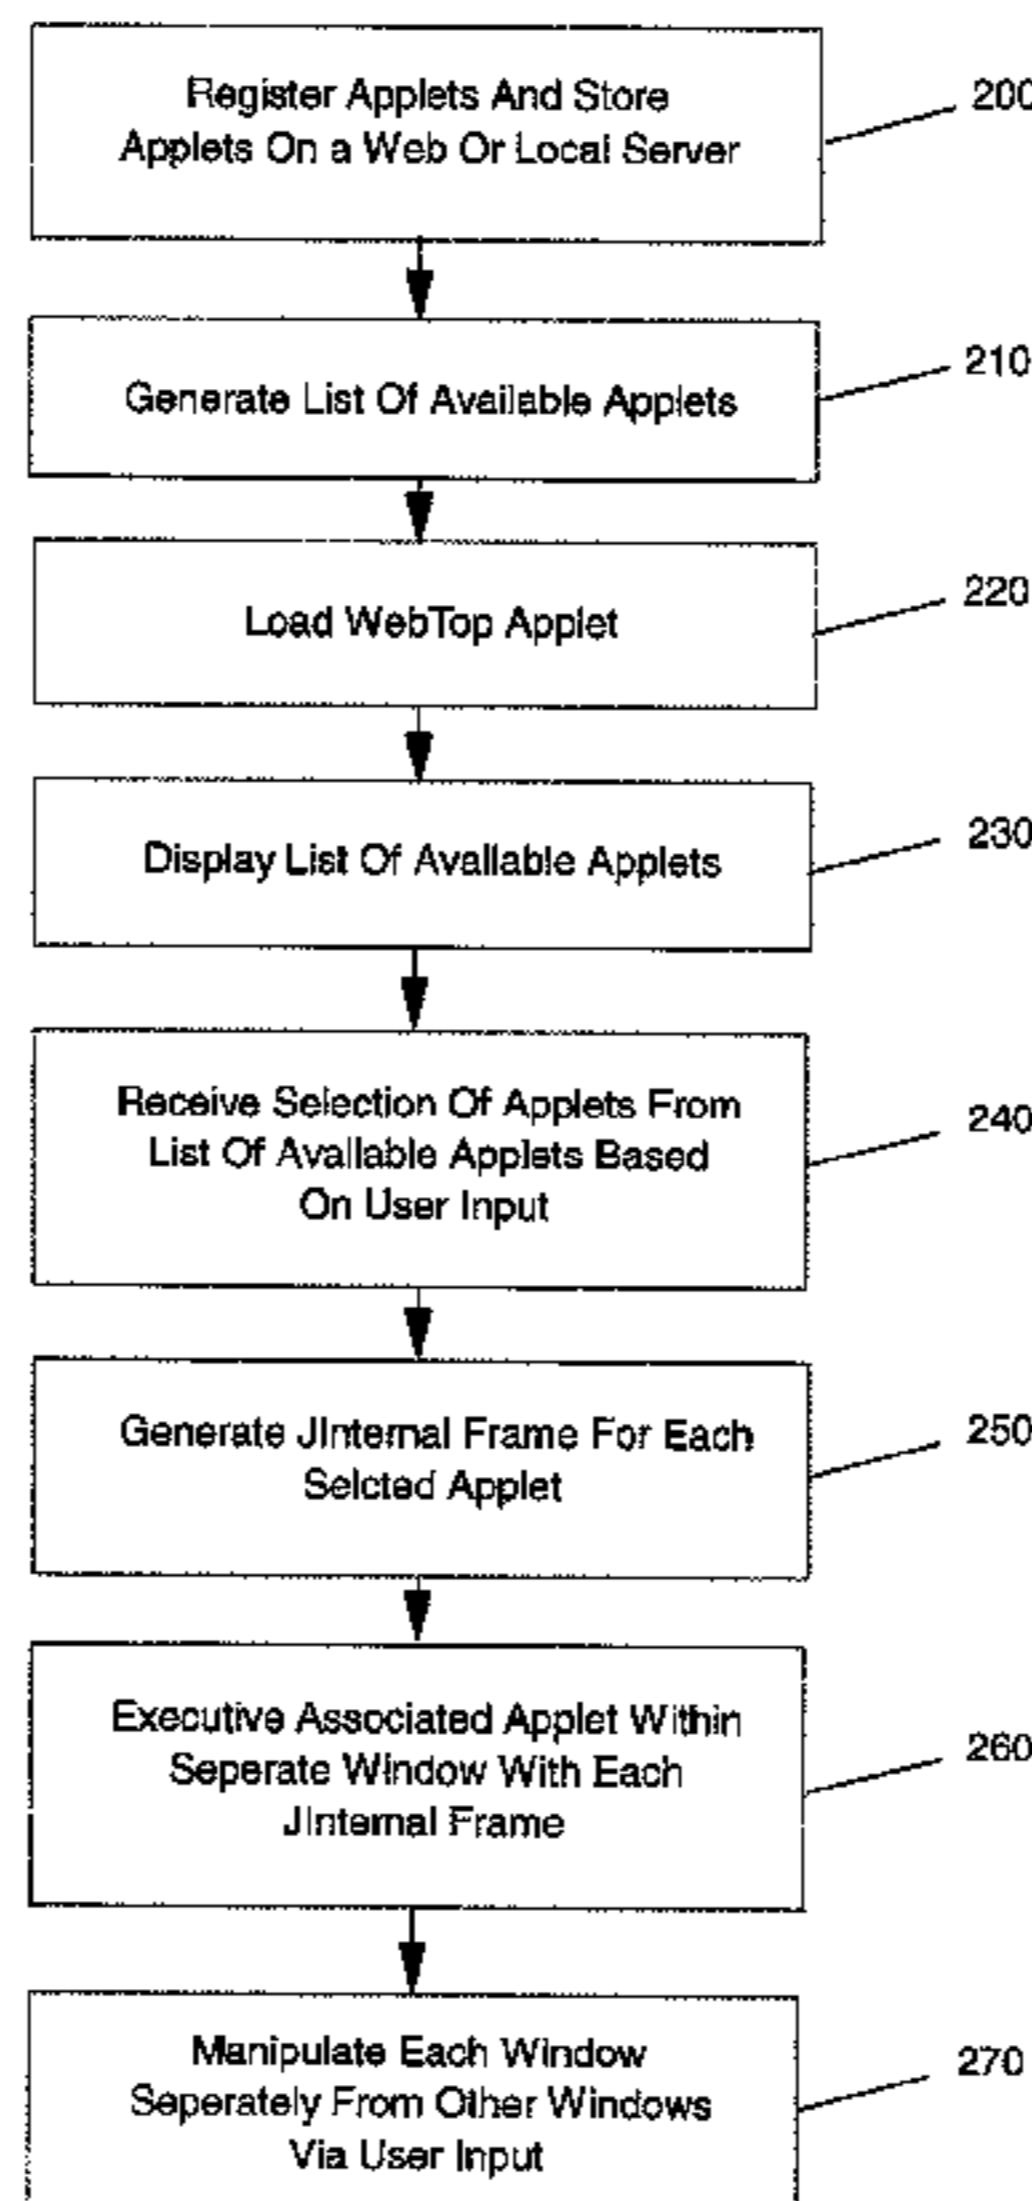 Register Applets And Store
Applets On a Web Or Local Server
200
Generate List Of Available Applets
210
Load WebTop Applet
220
Display List Of Available Applets
230
Receive Selection Of Applets From
List Of Available Applets Based
On User Input
240
Generate JInternal Frame For Each
Selcted Applet
250
Executive Associated Applet Within
Seperate Window With Each
JInternal Frame
260
Manipulate Each Window
Seperately From Other Windows
Via User Input
270